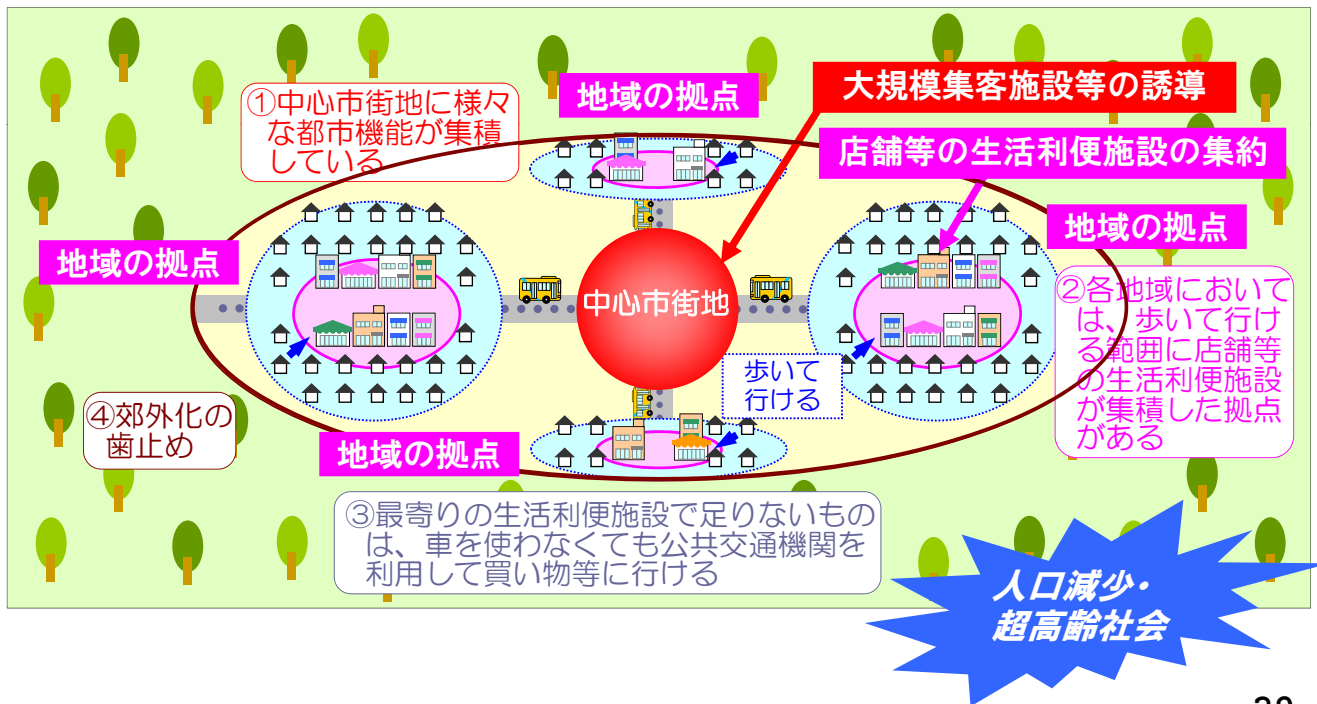 ①中心市街地に様々
な都市機能が集積
している
地域の拠点
大規模集客施設等の誘導
店舗等の生活利便施設の集約
地域の拠点
地域の拠点
中心市街地
②各地域において
は、歩いて行け
る範囲に店舗等
の生活利便施設
が集積した拠点
がある
歩いて
行ける
④郊外化の
歯止め
地域の拠点
③最寄りの生活利便施設で足りないもの
は、車を使わなくても公共交通機関を
利用して買い物等に行ける
人口減少・
超高齢社会